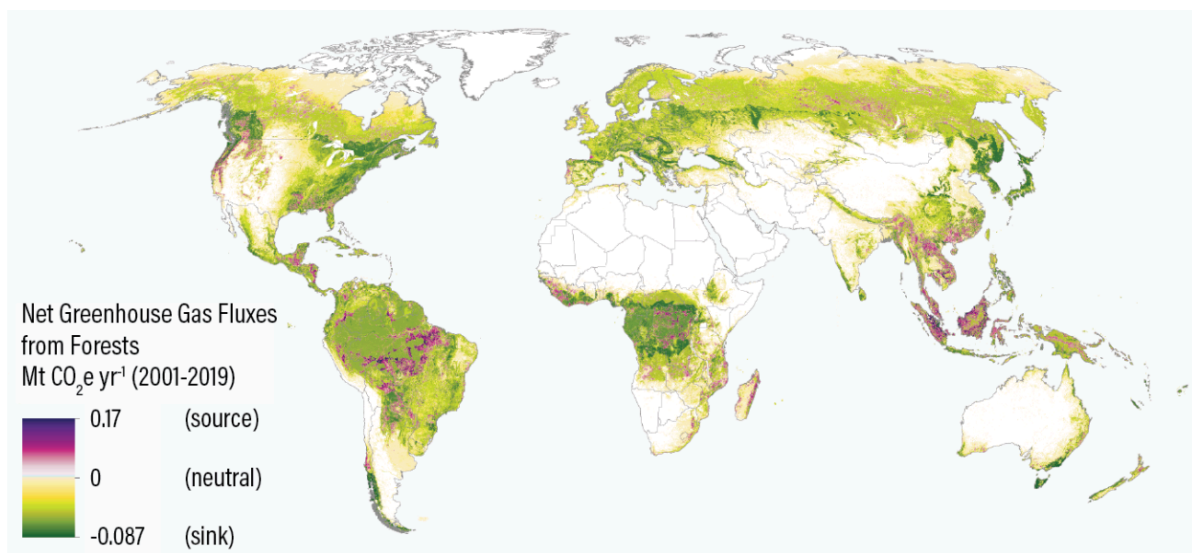 Net Greenhouse Gas Fluxes
from Forests
Mt CO₂e yr⁻¹ (2001-2019)
0.17 (source)
0 (neutral)
-0.087 (sink)